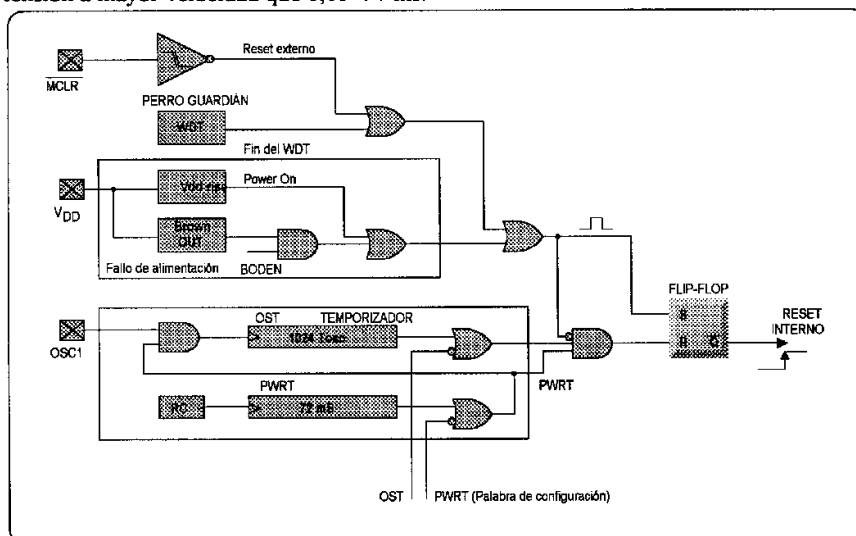 Reset externo
MCLR
PERRO GUARDIÁN
WDT
Fin del WDT
Power On
VDD
Brown
OUT
Fallo de alimentación
BODEN
FLIP-FLOP
OST TEMPORIZADOR
RESET
INTERNO
OSC1
1024 Tosc
PWRT
PWRT
RC
72 mS
OST PWRT (Palabra de configuración)